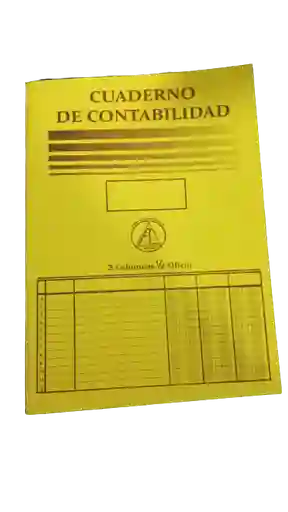 CUADERNO
DE CONTABILIDAD
3 Columnas ½ Oficio